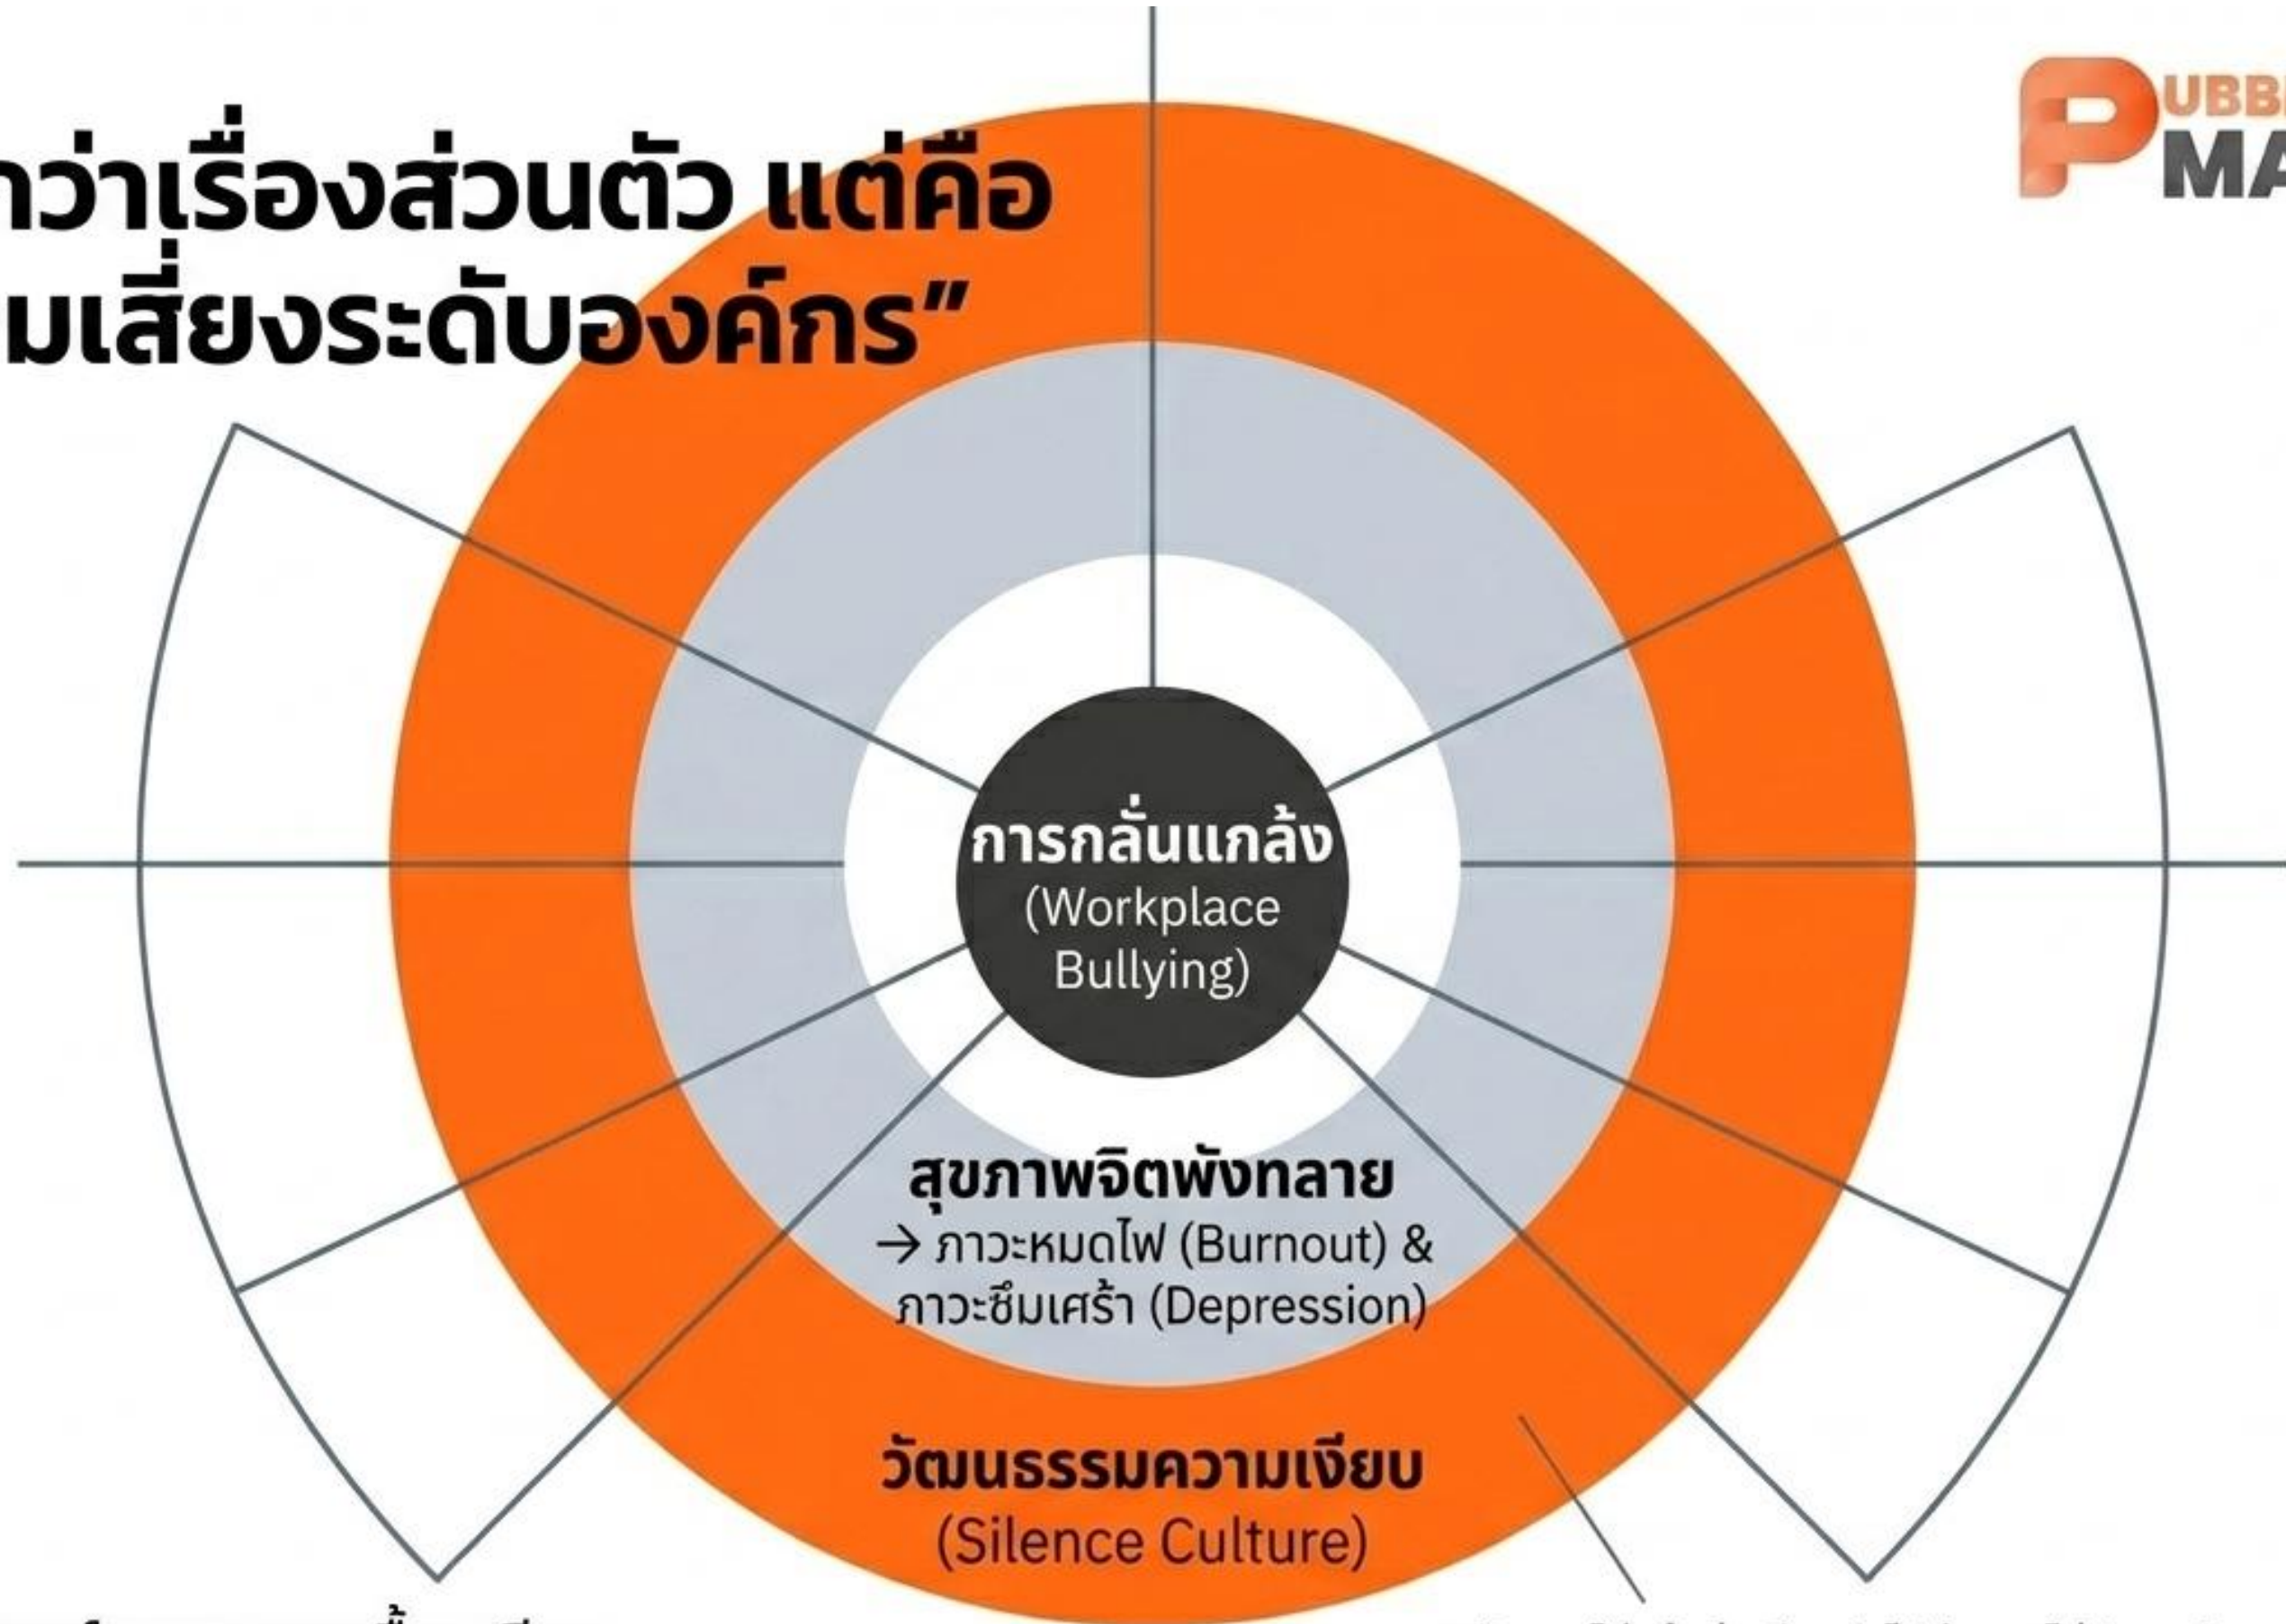 กว่าเรื่องส่วนตัว แต่คือ
มเสี่ยงระดับองค์กร”
PUBB
MA
การกลั่นแกล้ง
(Workplace
Bullying)
สุขภาพจิตพังทลาย
→ ภาวะหมดไฟ (Burnout) &
ภาวะซึมเศร้า (Depression)
วัฒนธรรมความเงียบ
(Silence Culture)